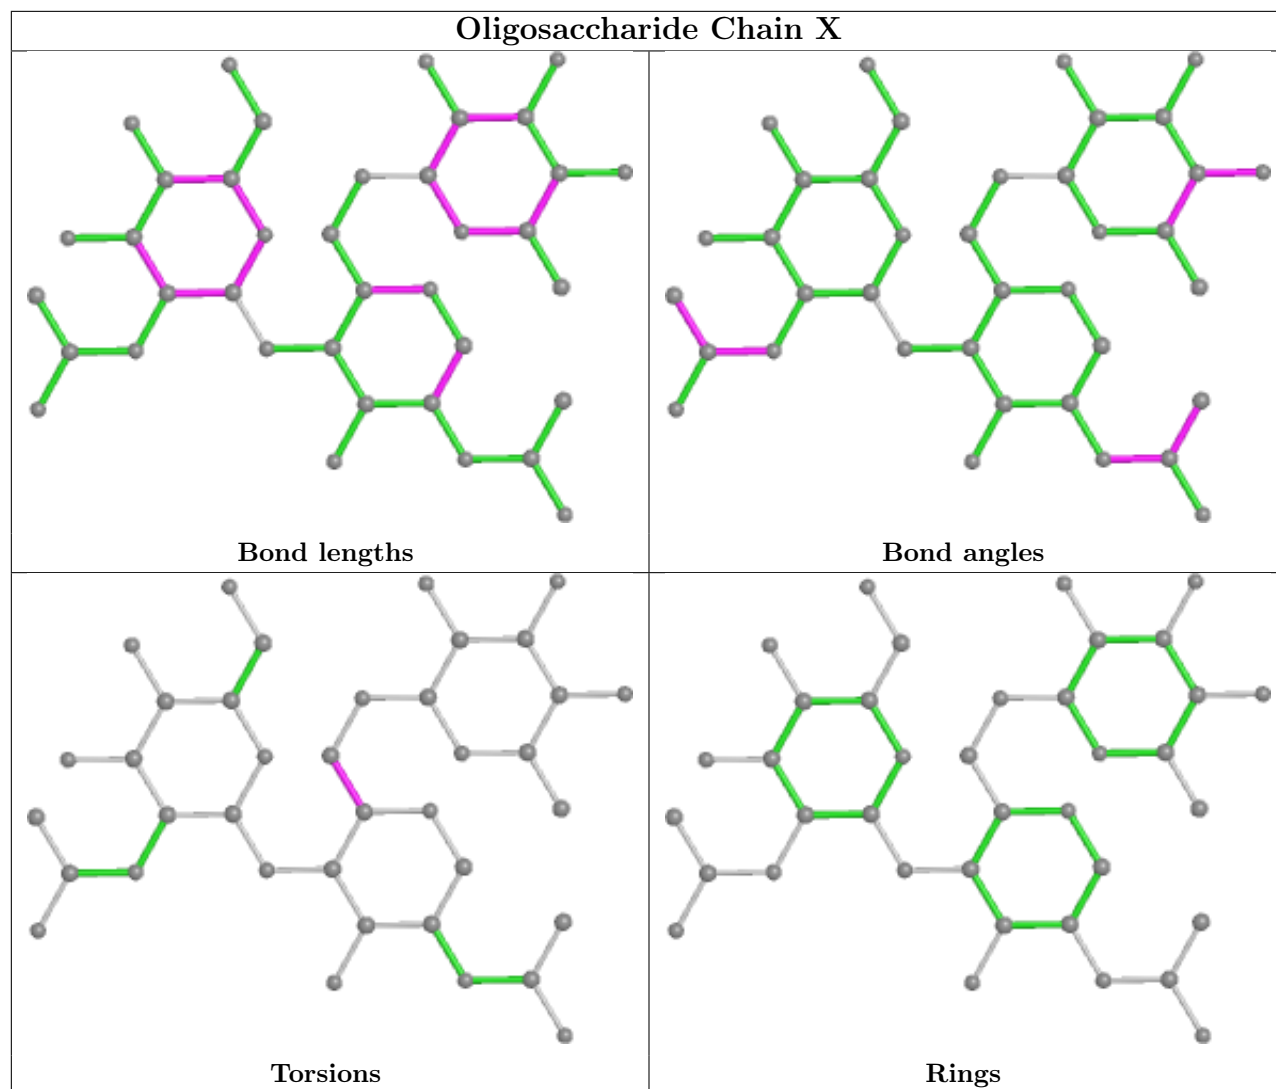 Oligosaccharide Chain X
Bond lengths
Bond angles
Torsions
Rings